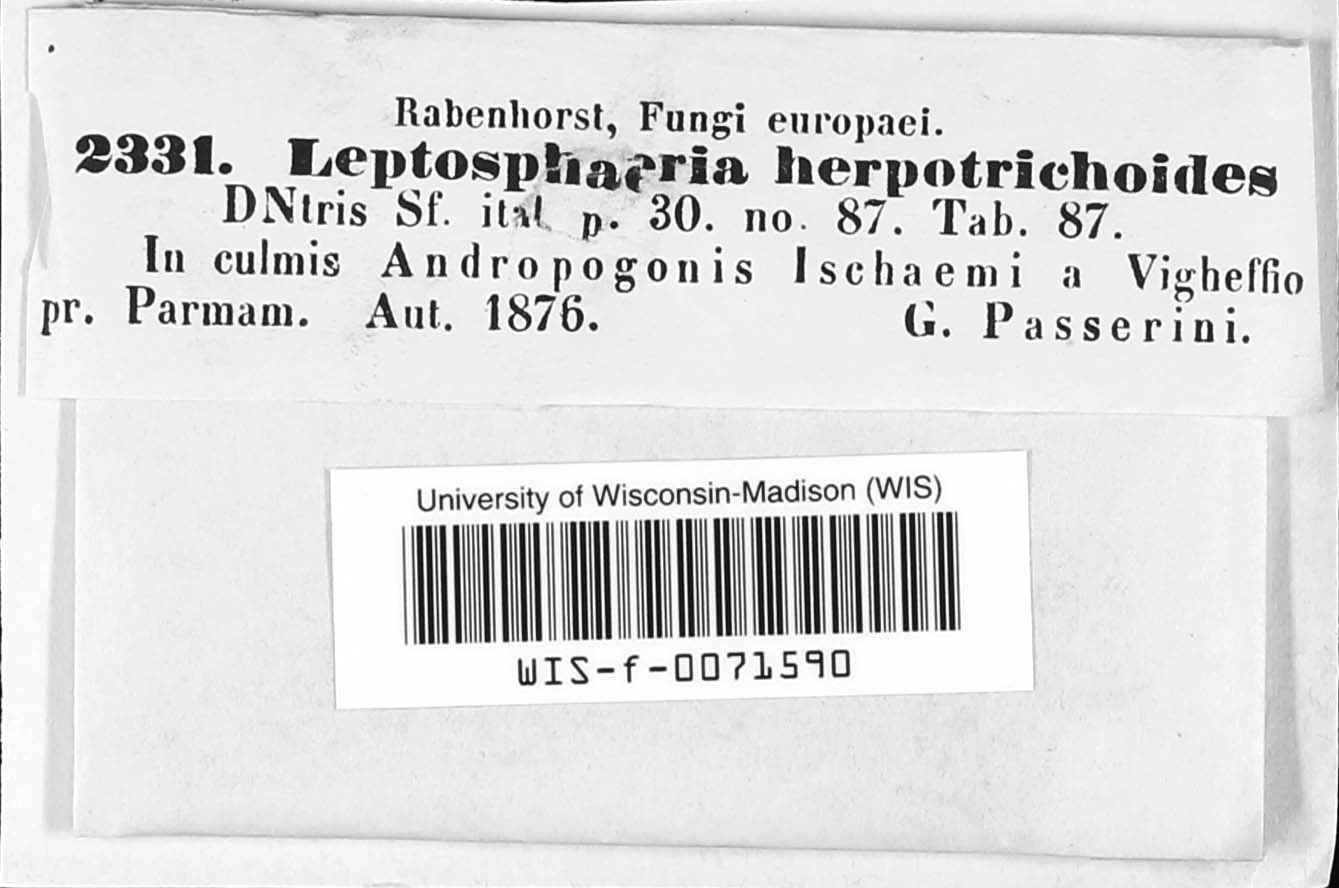 Rabenhorst, Fungi europaei.
2331. Leptosphaeria herpotrichoides
DNtris Sf. ital. p. 30. no. 87. Tab. 87.
In culmis Andropogonis Ischaemi a Vigheffio
pr. Parmam. Aut. 1876. G. Passerini.
University of Wisconsin-Madison (WIS)
WIS-f-0071590